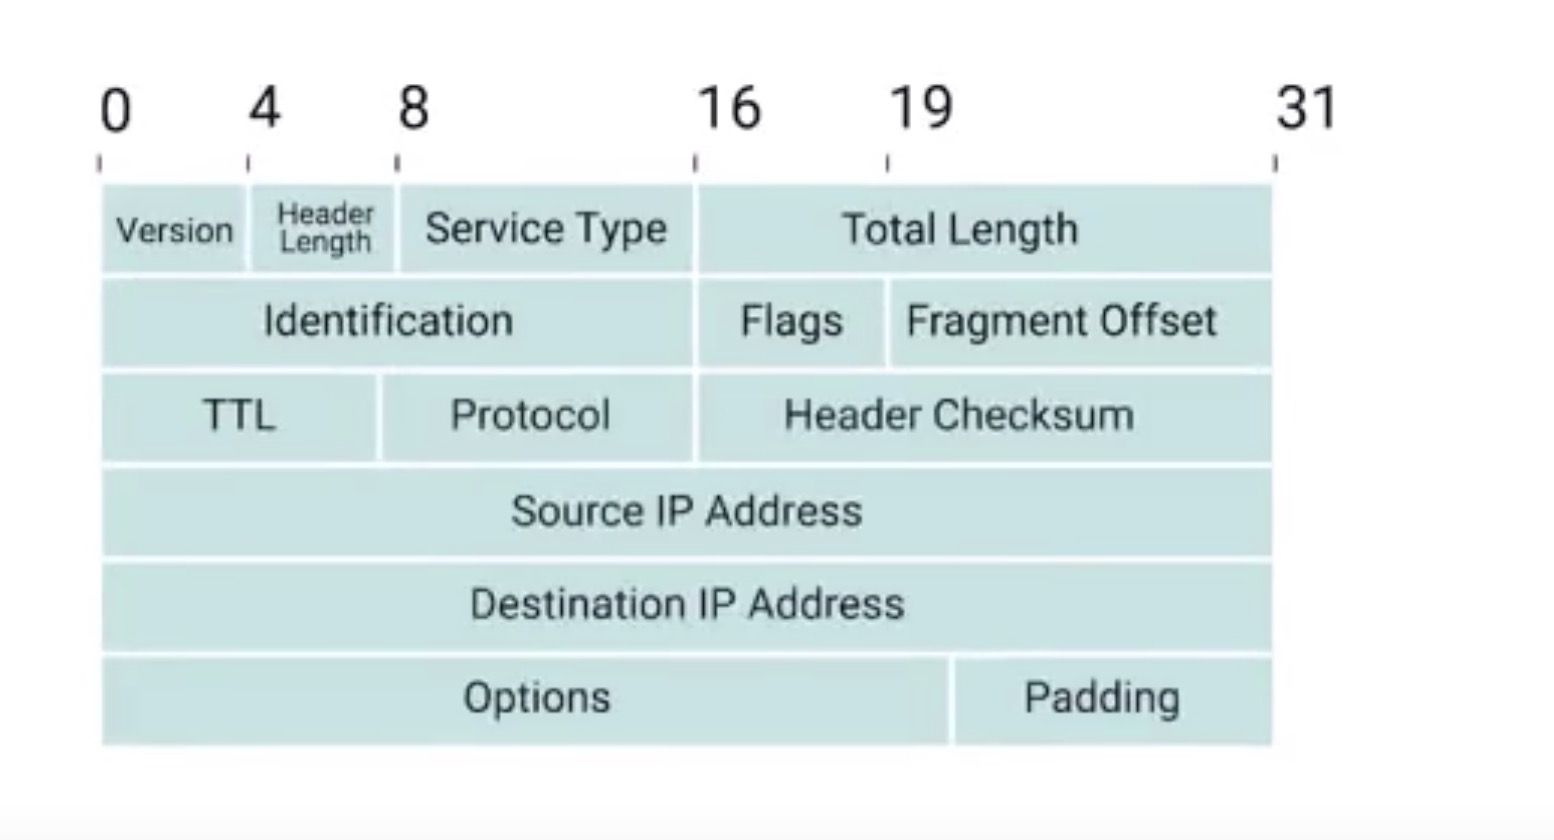 0 4 8 16 19 31
Version Header Length Service Type Total Length
Identification Flags Fragment Offset
TTL Protocol Header Checksum
Source IP Address
Destination IP Address
Options Padding